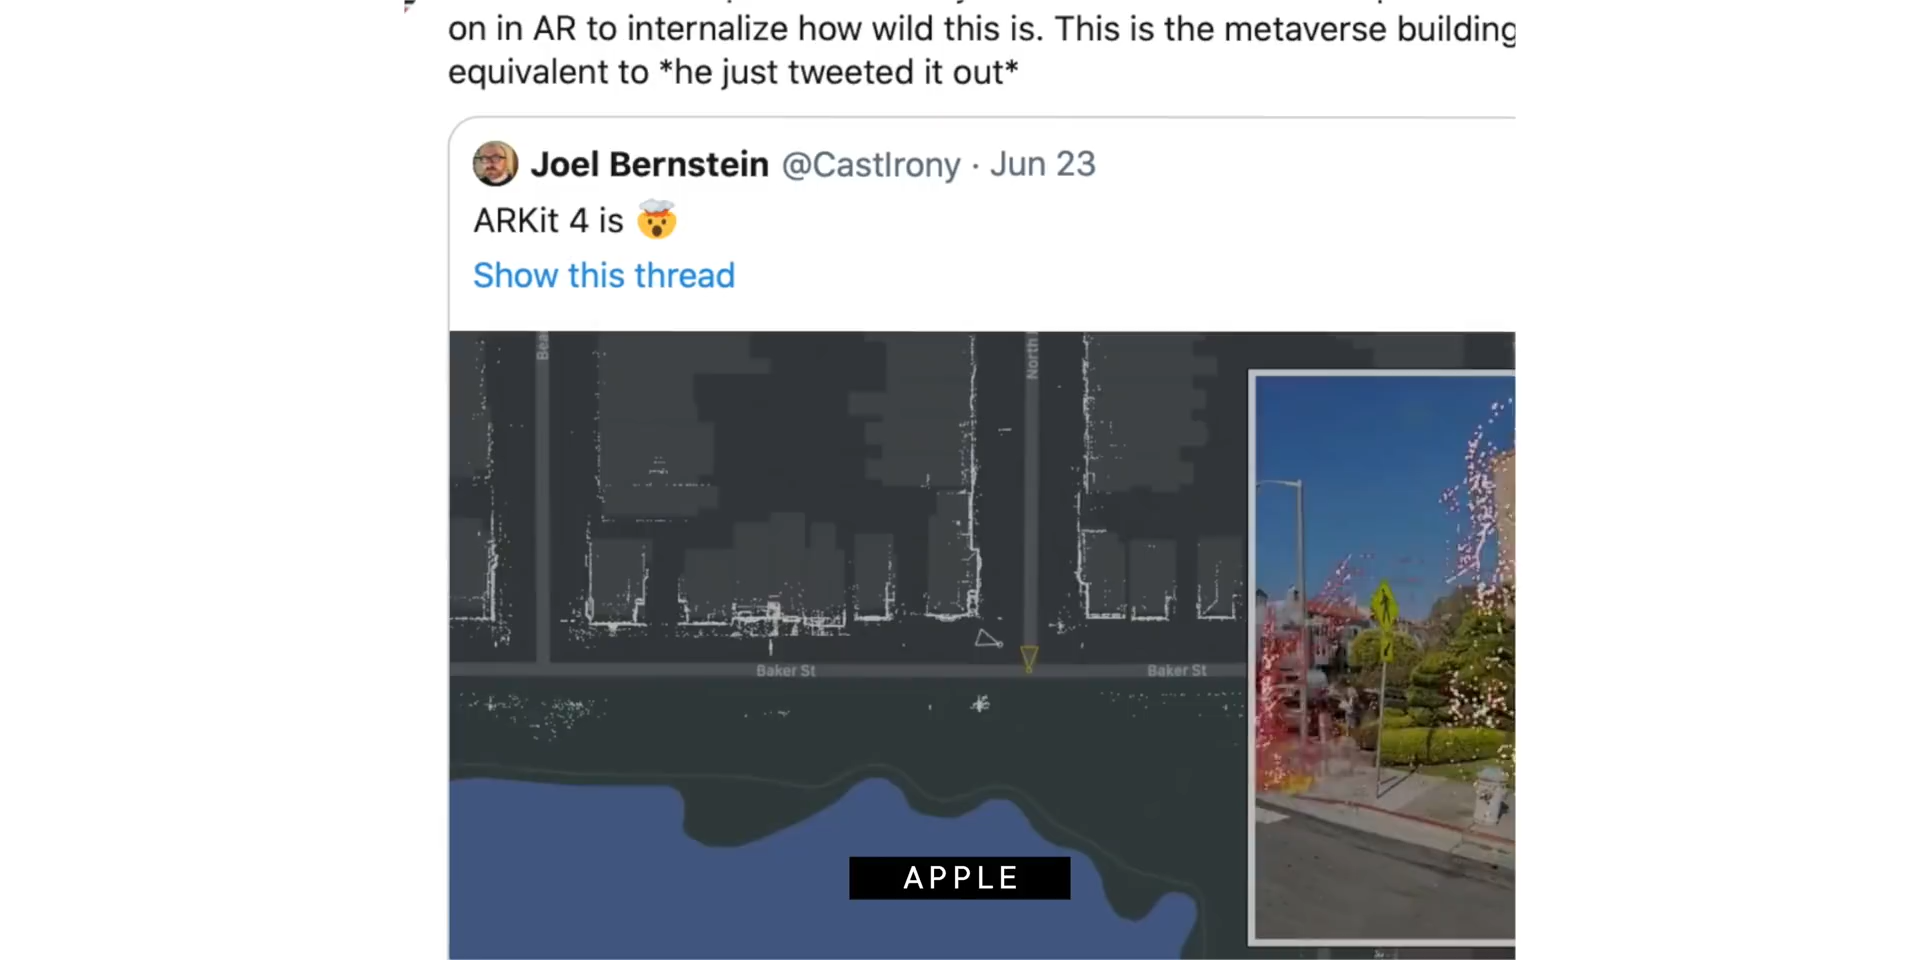 on in AR to internalize how wild this is. This is the metaverse building
equivalent to *he just tweeted it out*
Joel Bernstein @CastIrony · Jun 23
ARKit 4 is 🤯
Show this thread
North
Baker St
Baker St
APPLE